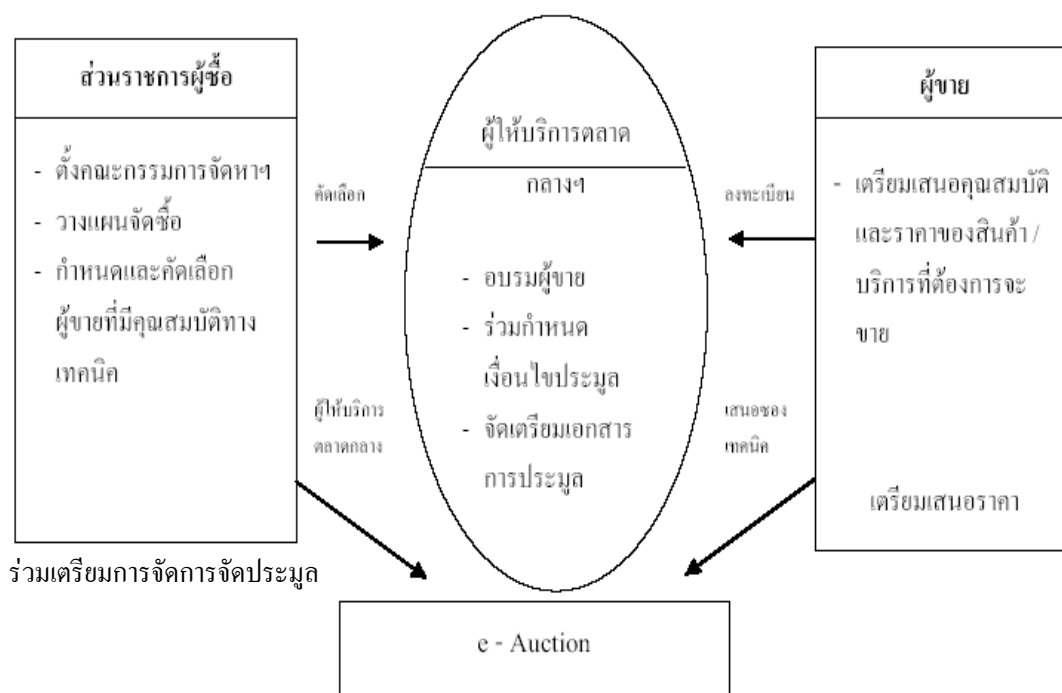 ส่วนราชการผู้ซื้อ
- ตั้งคณะกรรมการจัดหาฯ
- วางแผนจัดซื้อ
- กำหนดและคัดเลือก
ผู้ขายที่มีคุณสมบัติทาง
เทคนิค
ร่วมเตรียมการจัดการจัดประมูล
คัดเลือก
ผู้ให้บริการ
ตลาดกลาง
ผู้ให้บริการตลาด
กลางฯ
- อบรมผู้ขาย
- ร่วมกำหนด
เงื่อนไขประมูล
- จัดเตรียมเอกสาร
การประมูล
ลงทะเบียน
เสนอซอง
เทคนิค
ผู้ขาย
- เตรียมเสนอคุณสมบัติ
และราคาของสินค้า /
บริการที่ต้องการจะ
ขาย
เตรียมเสนอราคา
e - Auction